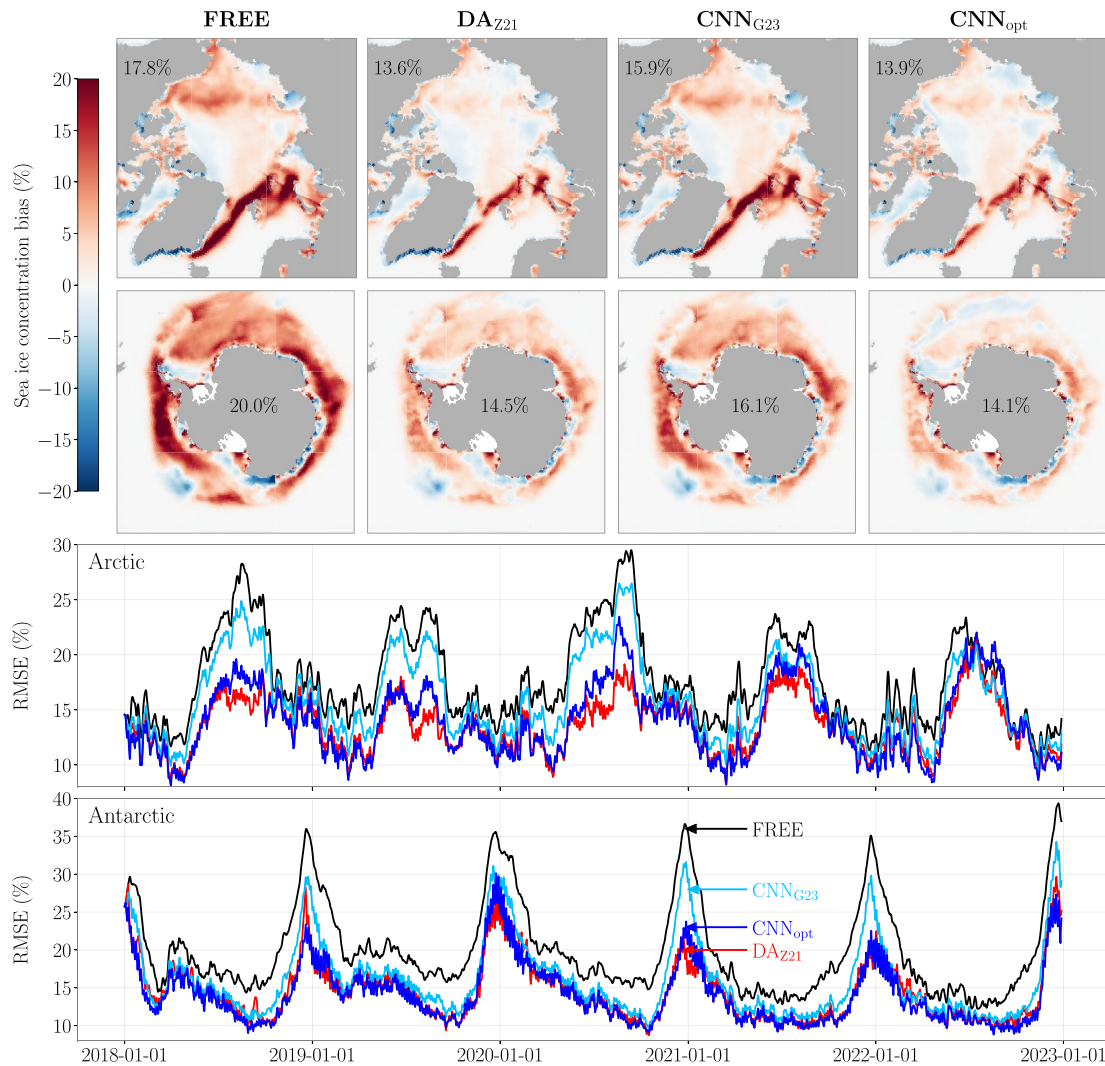 FREE DA_Z21 CNN_G23 CNN_opt
Sea ice concentration bias (%)
20
15
10
5
0
−5
−10
−15
−20
17.8% 13.6% 15.9% 13.9%
20.0% 14.5% 16.1% 14.1%
Arctic
RMSE (%)
30
25
20
15
10
Antarctic
RMSE (%)
40
35
30
25
20
15
10
FREE
CNN_G23
CNN_opt
DA_Z21
2018-01-01 2019-01-01 2020-01-01 2021-01-01 2022-01-01 2023-01-01